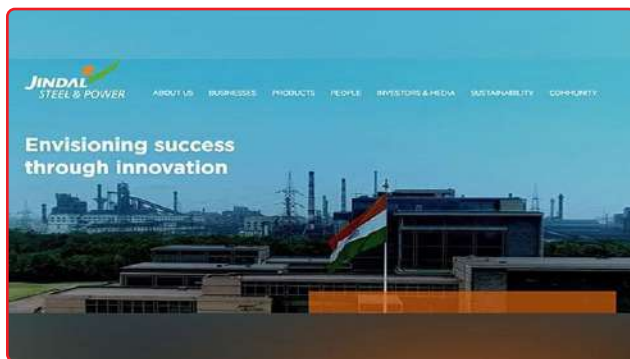 JINDAL
STEEL & POWER
ABOUT US BUSINESSES PRODUCTS PEOPLE INVESTORS & MEDIA SUSTAINABILITY COMMUNITY
Envisioning success
through innovation